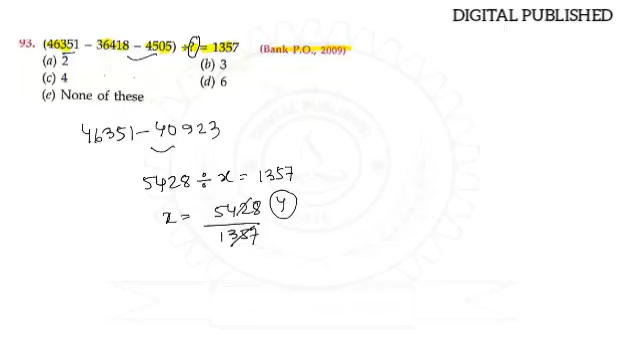 DIGITAL PUBLISHED
93. (46351 – 36418 – 4505) ÷ ? = 1357 (Bank P.O., 2009)
(a) 2 (b) 3
(c) 4 (d) 6
(e) None of these
46351 – 40923
5428 ÷ x = 1357
x = 5428 4
1357